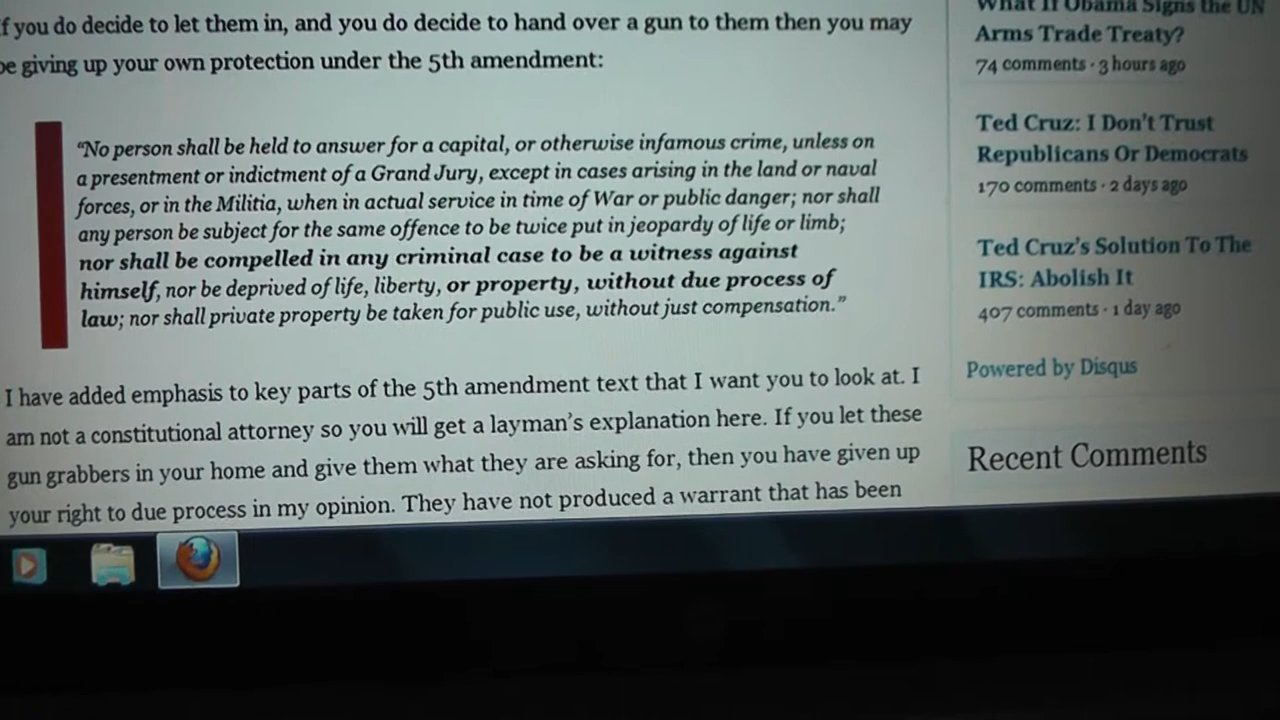 f you do decide to let them in, and you do decide to hand over a gun to them then you may
be giving up your own protection under the 5th amendment:
“No person shall be held to answer for a capital, or otherwise infamous crime, unless on
a presentment or indictment of a Grand Jury, except in cases arising in the land or naval
forces, or in the Militia, when in actual service in time of War or public danger; nor shall
any person be subject for the same offence to be twice put in jeopardy of life or limb;
nor shall be compelled in any criminal case to be a witness against
himself, nor be deprived of life, liberty, or property, without due process of
law; nor shall private property be taken for public use, without just compensation.”
I have added emphasis to key parts of the 5th amendment text that I want you to look at. I
am not a constitutional attorney so you will get a layman’s explanation here. If you let these
gun grabbers in your home and give them what they are asking for, then you have given up
your right to due process in my opinion. They have not produced a warrant that has been
What If Obama Signs the UN
Arms Trade Treaty?
74 comments · 3 hours ago
Ted Cruz: I Don't Trust
Republicans Or Democrats
170 comments · 2 days ago
Ted Cruz’s Solution To The
IRS: Abolish It
407 comments · 1 day ago
Powered by Disqus
Recent Comments